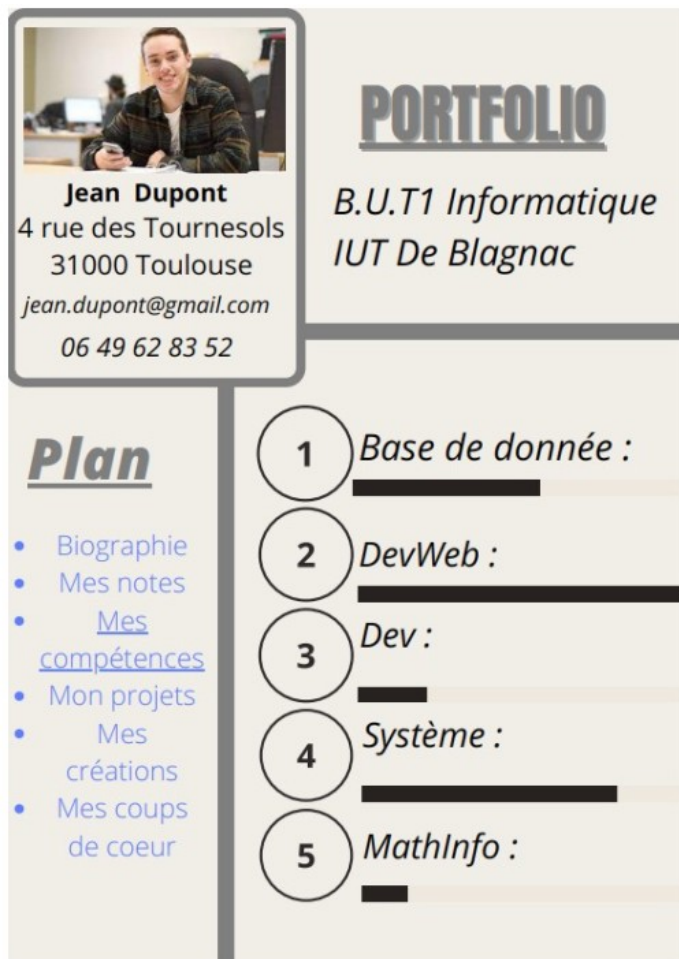 Jean Dupont
4 rue des Tournesols
31000 Toulouse
jean.dupont@gmail.com
06 49 62 83 52
PORTFOLIO
B.U.T1 Informatique
IUT De Blagnac
Plan
Biographie
Mes notes
Mes
compétences
Mon projets
Mes
créations
Mes coups
de coeur
1 Base de donnée :
2 DevWeb :
3 Dev :
4 Système :
5 MathInfo :